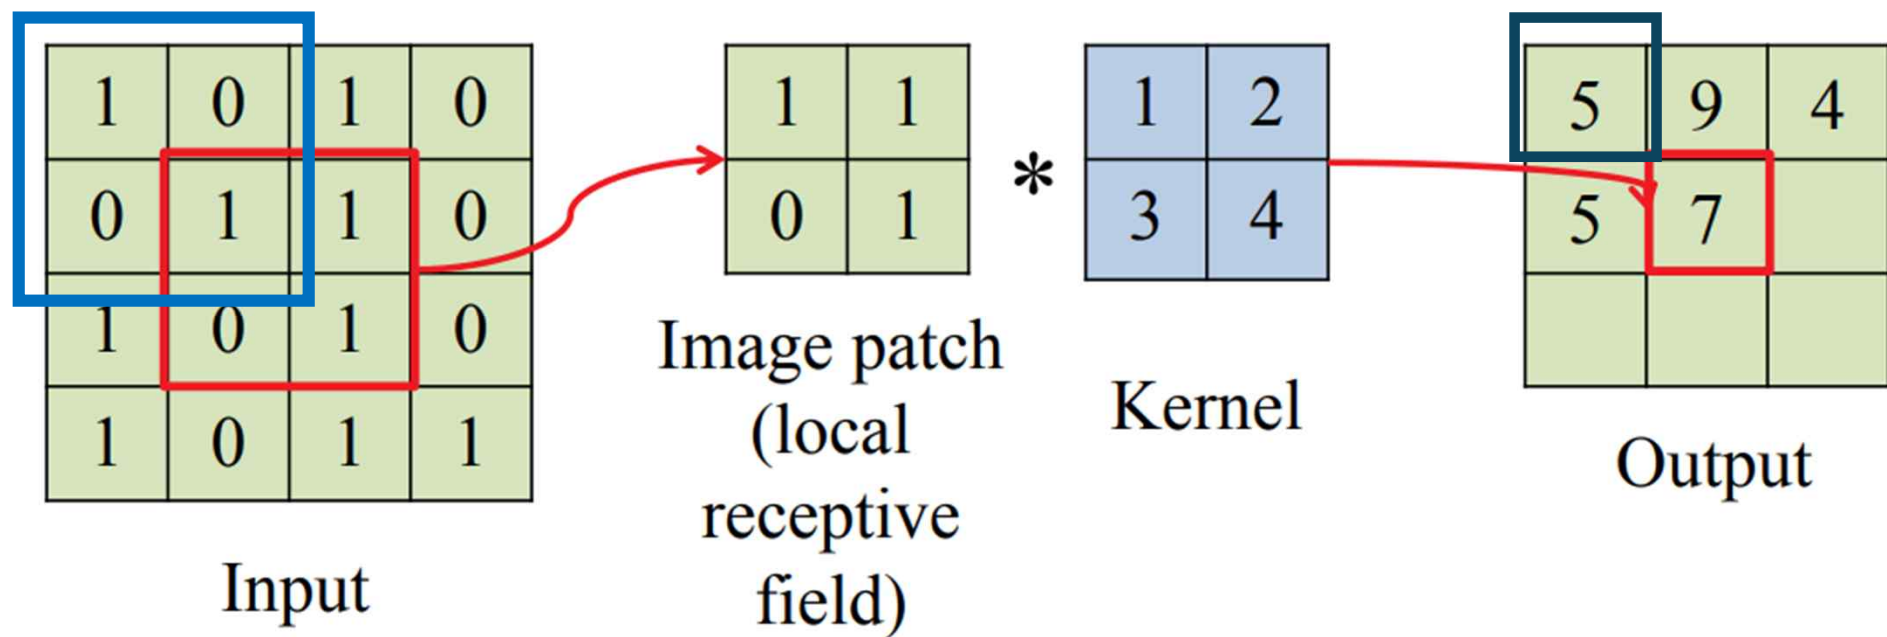 1 0 1 0
0 1 1 0
1 0 1 0
1 0 1 1
Input
1 1
0 1
Image patch
(local
receptive
field)
*
1 2
3 4
Kernel
5 9 4
5 7
Output